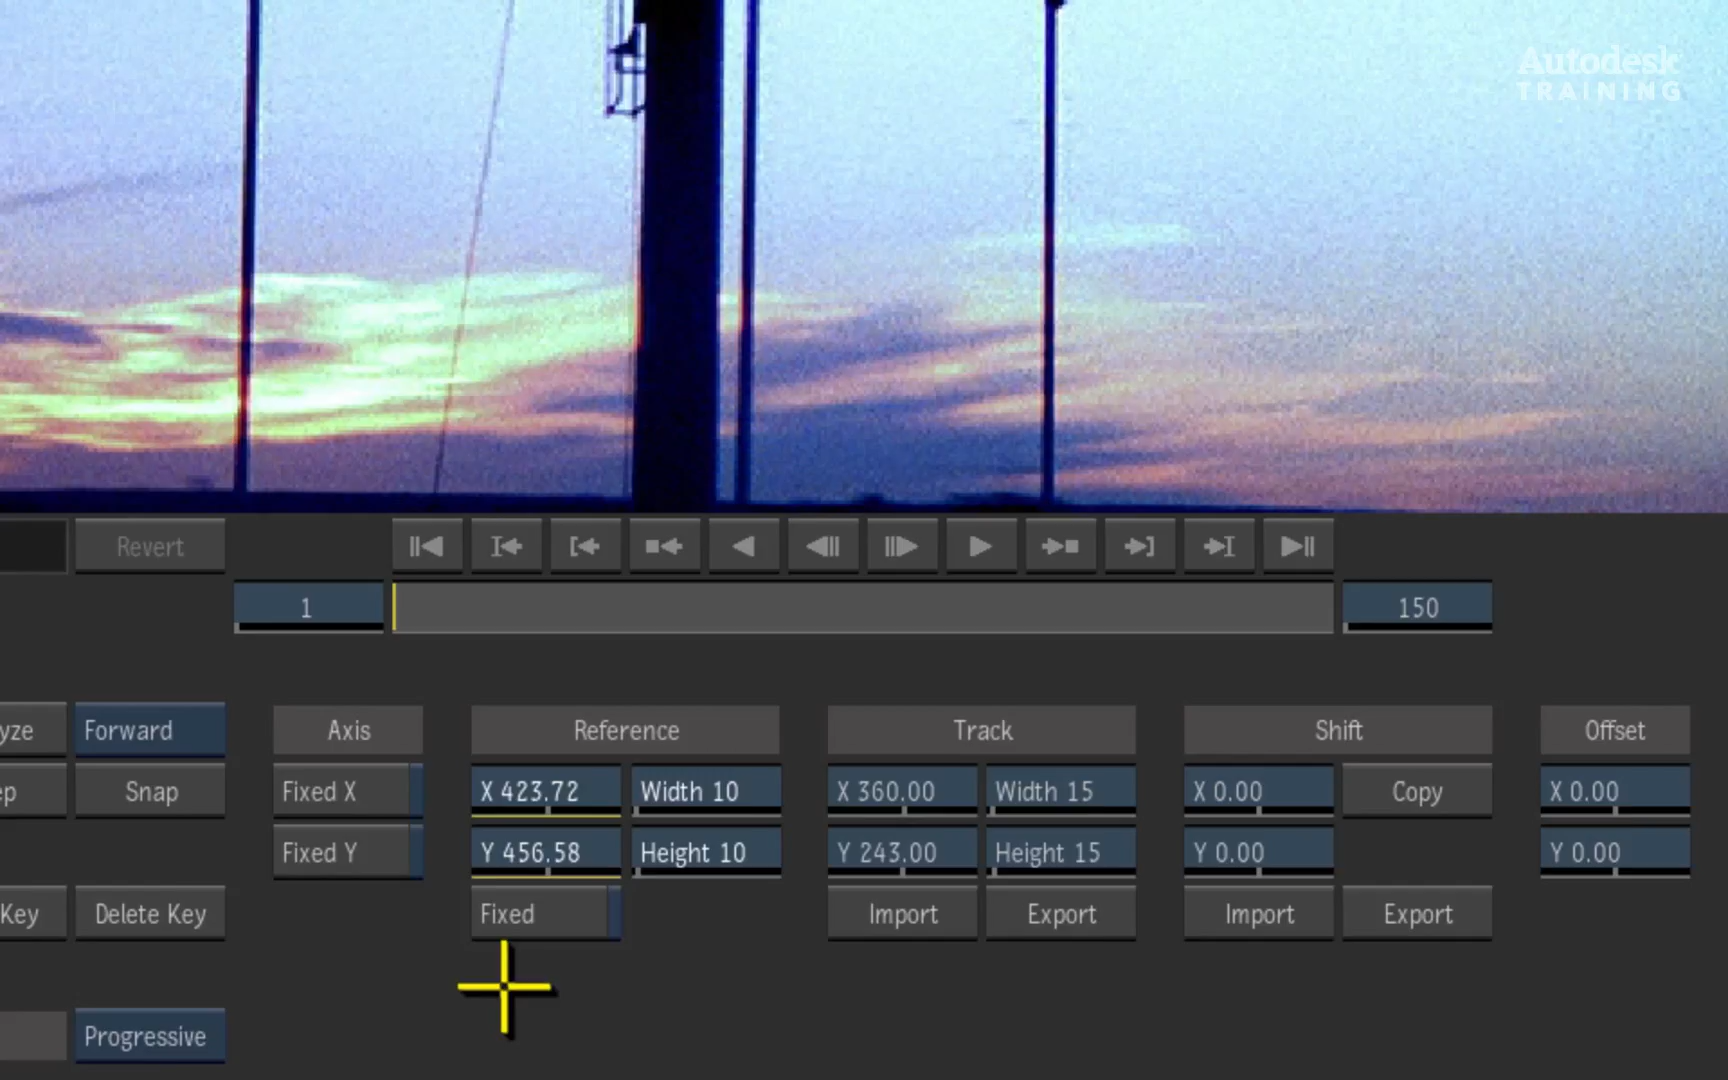 Autodesk
TRAINING
Revert
1
150
yze
Forward
Axis
Reference
Track
Shift
Offset
ep
Snap
Fixed X
X 423.72
Width 10
X 360.00
Width 15
X 0.00
Copy
X 0.00
Fixed Y
Y 456.58
Height 10
Y 243.00
Height 15
Y 0.00
Y 0.00
Key
Delete Key
Fixed
Import
Export
Import
Export
Progressive